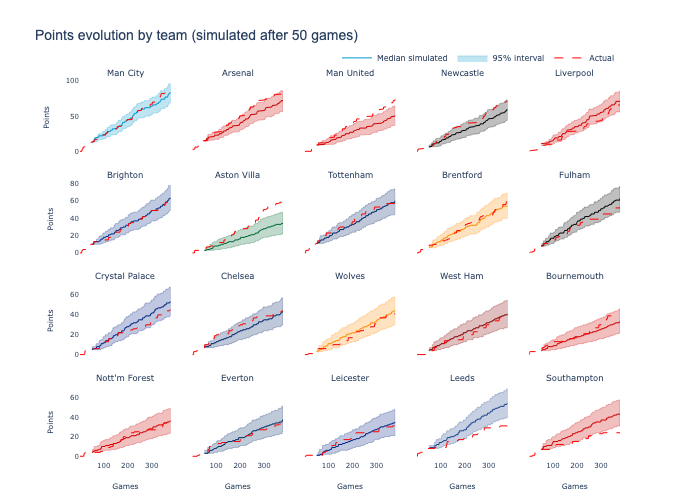 Points evolution by team (simulated after 50 games)
Median simulated 95% interval Actual
Man City Arsenal Man United Newcastle Liverpool
100
50
0
Points
Brighton Aston Villa Tottenham Brentford Fulham
80
60
40
20
0
Points
Crystal Palace Chelsea Wolves West Ham Bournemouth
60
40
20
0
Points
Nott'm Forest Everton Leicester Leeds Southampton
60
40
20
0
Points
100 200 300 100 200 300 100 200 300 100 200 300 100 200 300
Games Games Games Games Games